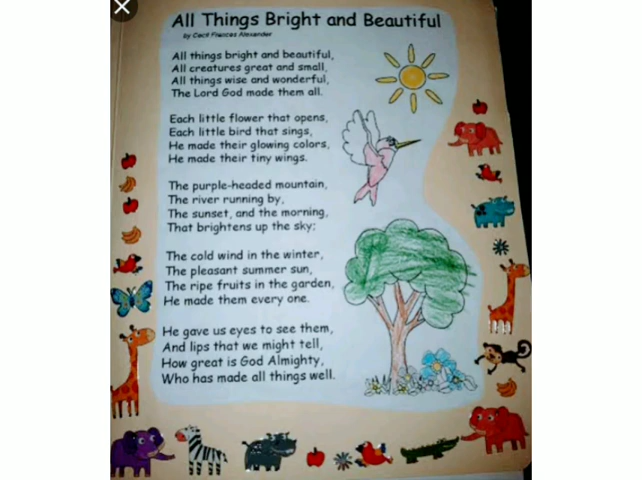 All Things Bright and Beautiful
by Cecil Frances Alexander
All things bright and beautiful,
All creatures great and small,
All things wise and wonderful,
The Lord God made them all.
Each little flower that opens,
Each little bird that sings,
He made their glowing colors,
He made their tiny wings.
The purple-headed mountain,
The river running by,
The sunset, and the morning,
That brightens up the sky:
The cold wind in the winter,
The pleasant summer sun,
The ripe fruits in the garden,
He made them every one.
He gave us eyes to see them,
And lips that we might tell,
How great is God Almighty,
Who has made all things well.